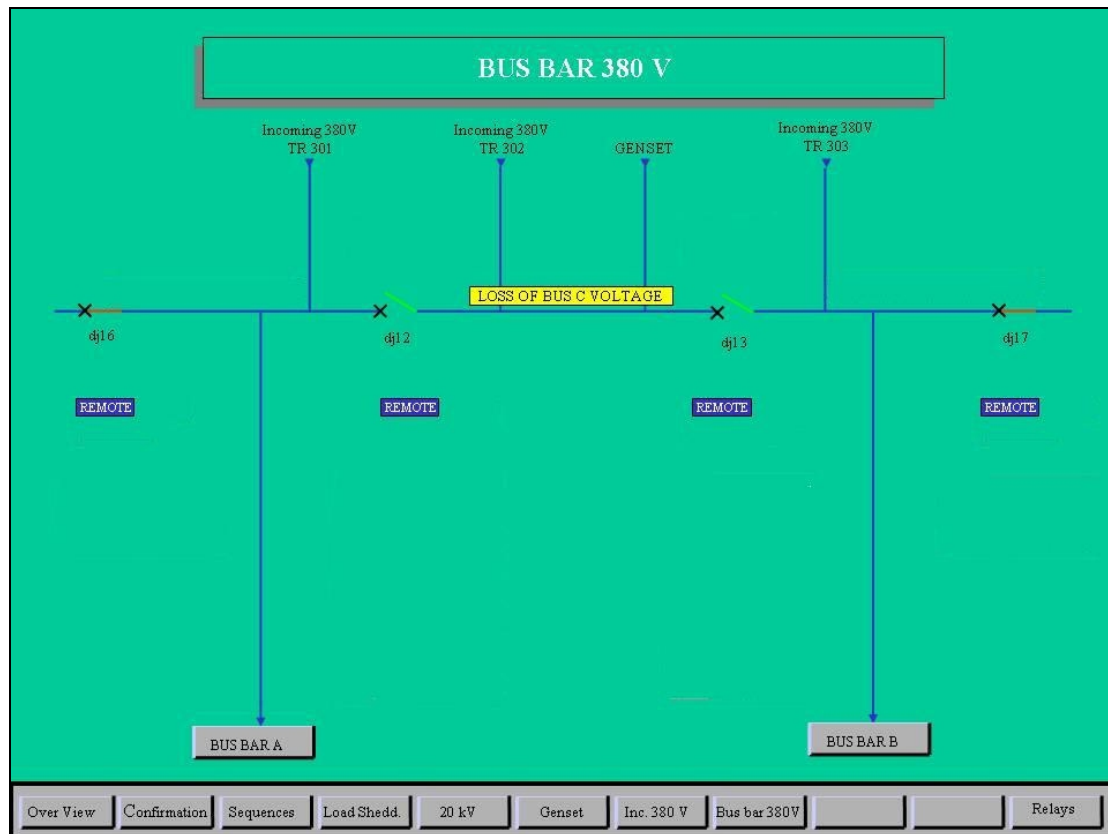 BUS BAR 380 V
Incoming 380V
TR 301
Incoming 380V
TR 302
GENSET
Incoming 380V
TR 303
LOSS OF BUS C VOLTAGE
dj16
dj12
dj13
dj17
REMOTE
REMOTE
REMOTE
REMOTE
BUS BAR A
BUS BAR B
Over View
Confirmation
Sequences
Load Shedd.
20 kV
Genset
Inc. 380 V
Bus bar 380V
Relays